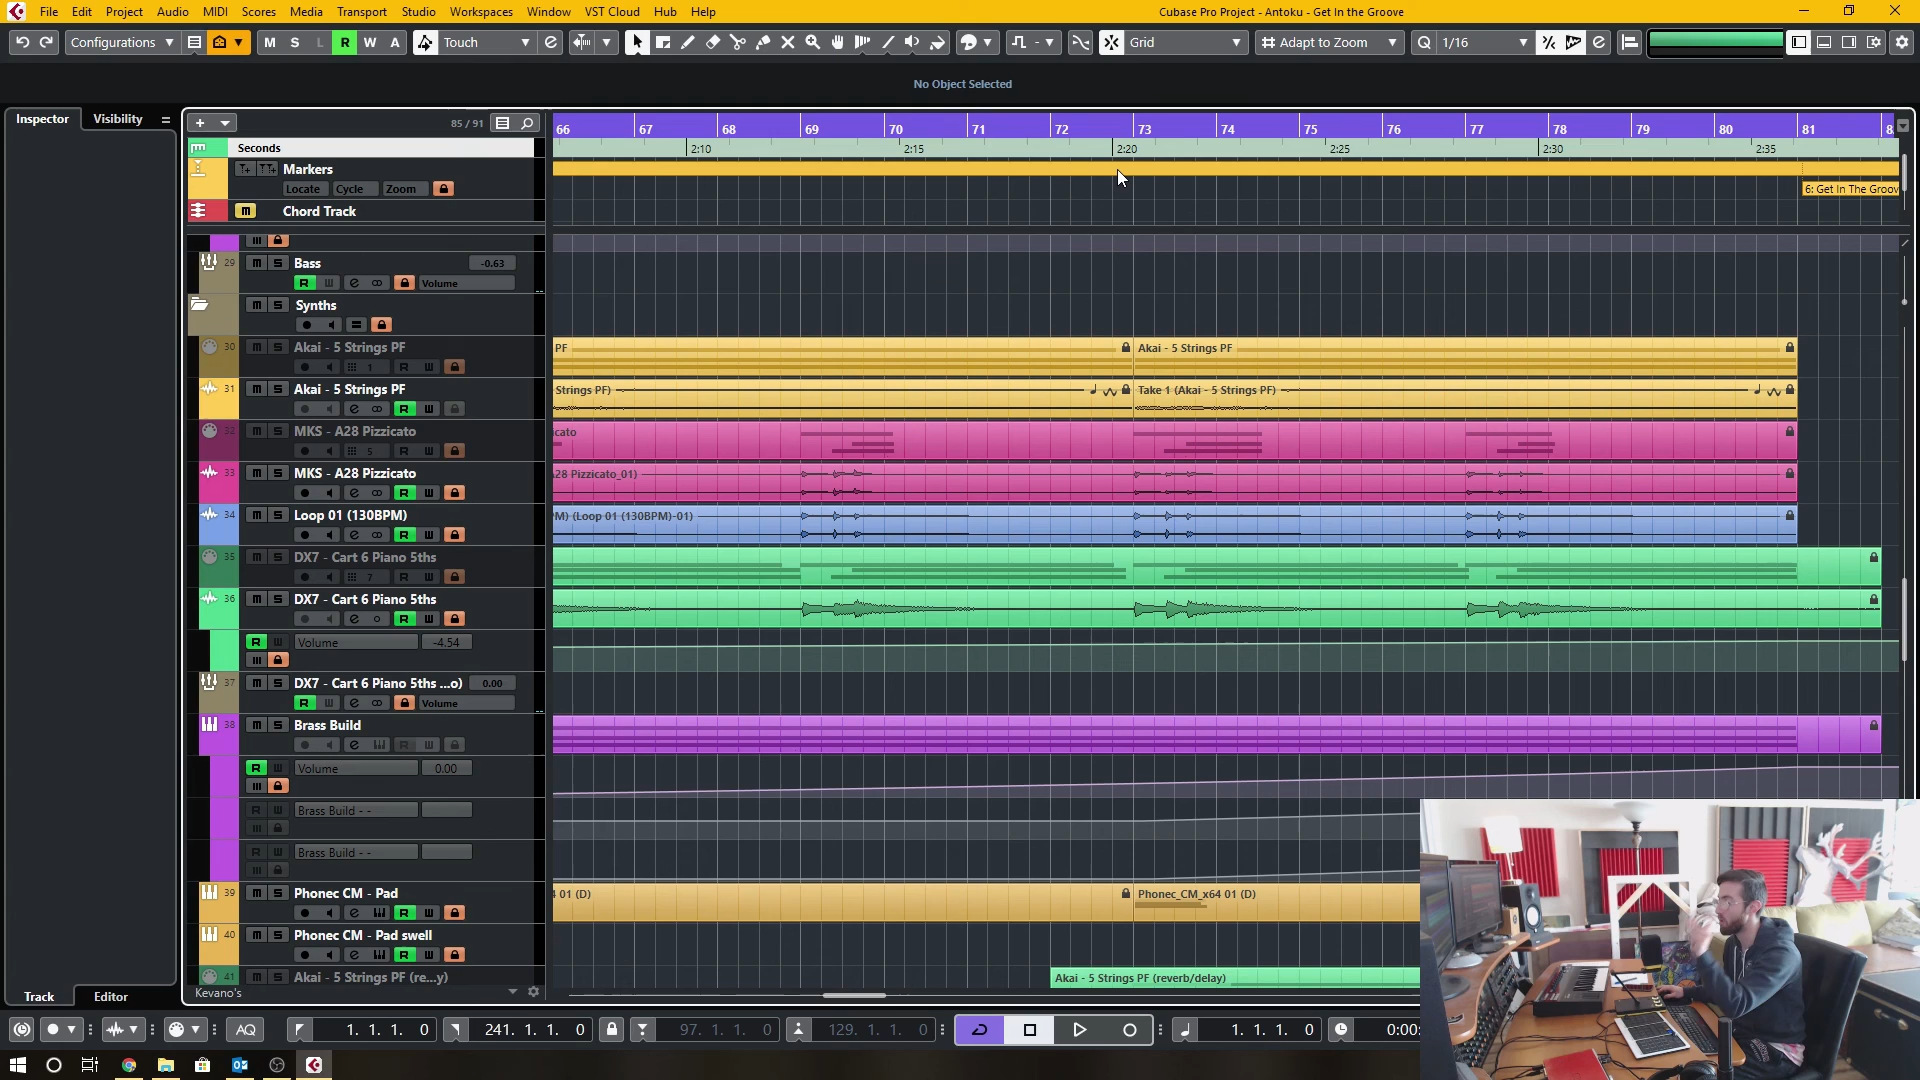 File Edit Project Audio MIDI Scores Media Transport Studio Workspaces Window VST Cloud Hub Help
Cubase Pro Project - Antoku - Get In the Groove
Configurations M S L R W A Touch Grid Adapt to Zoom Q 1/16
No Object Selected
Inspector Visibility
85 / 91
66 67 68 69 70 71 72 73 74 75 76 77 78 79 80 81 8
Seconds
2:10 2:15 2:20 2:25 2:30 2:35
Markers
Locate Cycle Zoom
6: Get In The Groov
Chord Track
29 Bass -0.63
Volume
Synths
30 Akai - 5 Strings PF
PF
Akai - 5 Strings PF
1
31 Akai - 5 Strings PF
Strings PF)
Take 1 (Akai - 5 Strings PF)
32 MKS - A28 Pizzicato
icato
5
33 MKS - A28 Pizzicato
A28 Pizzicato_01)
34 Loop 01 (130BPM)
M) (Loop 01 (130BPM)-01)
35 DX7 - Cart 6 Piano 5ths
7
36 DX7 - Cart 6 Piano 5ths
Volume -4.54
37 DX7 - Cart 6 Piano 5ths ...o) 0.00
Volume
38 Brass Build
Volume 0.00
Brass Build - -
Brass Build - -
39 Phonec CM - Pad
4 01 (D)
Phonec_CM_x64 01 (D)
40 Phonec CM - Pad swell
41 Akai - 5 Strings PF (re...y)
Akai - 5 Strings PF (reverb/delay)
Kevano's
Track Editor
AQ 1. 1. 1. 0 241. 1. 1. 0 97. 1. 1. 0 129. 1. 1. 0 1. 1. 1. 0 0:00: